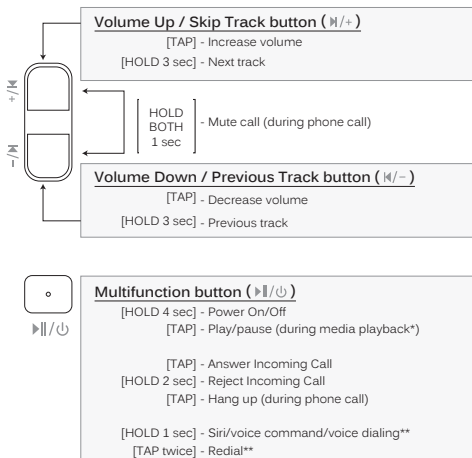 Volume Up / Skip Track button (⏭/+)
[TAP] - Increase volume
[HOLD 3 sec] - Next track
+/⏮
HOLD
BOTH
1 sec
- Mute call (during phone call)
−/⏭
Volume Down / Previous Track button (⏮/−)
[TAP] - Decrease volume
[HOLD 3 sec] - Previous track
Multifunction button (⏯/⏻)
⏯/⏻
[HOLD 4 sec] - Power On/Off
[TAP] - Play/pause (during media playback*)
[TAP] - Answer Incoming Call
[HOLD 2 sec] - Reject Incoming Call
[TAP] - Hang up (during phone call)
[HOLD 1 sec] - Siri/voice command/voice dialing**
[TAP twice] - Redial**